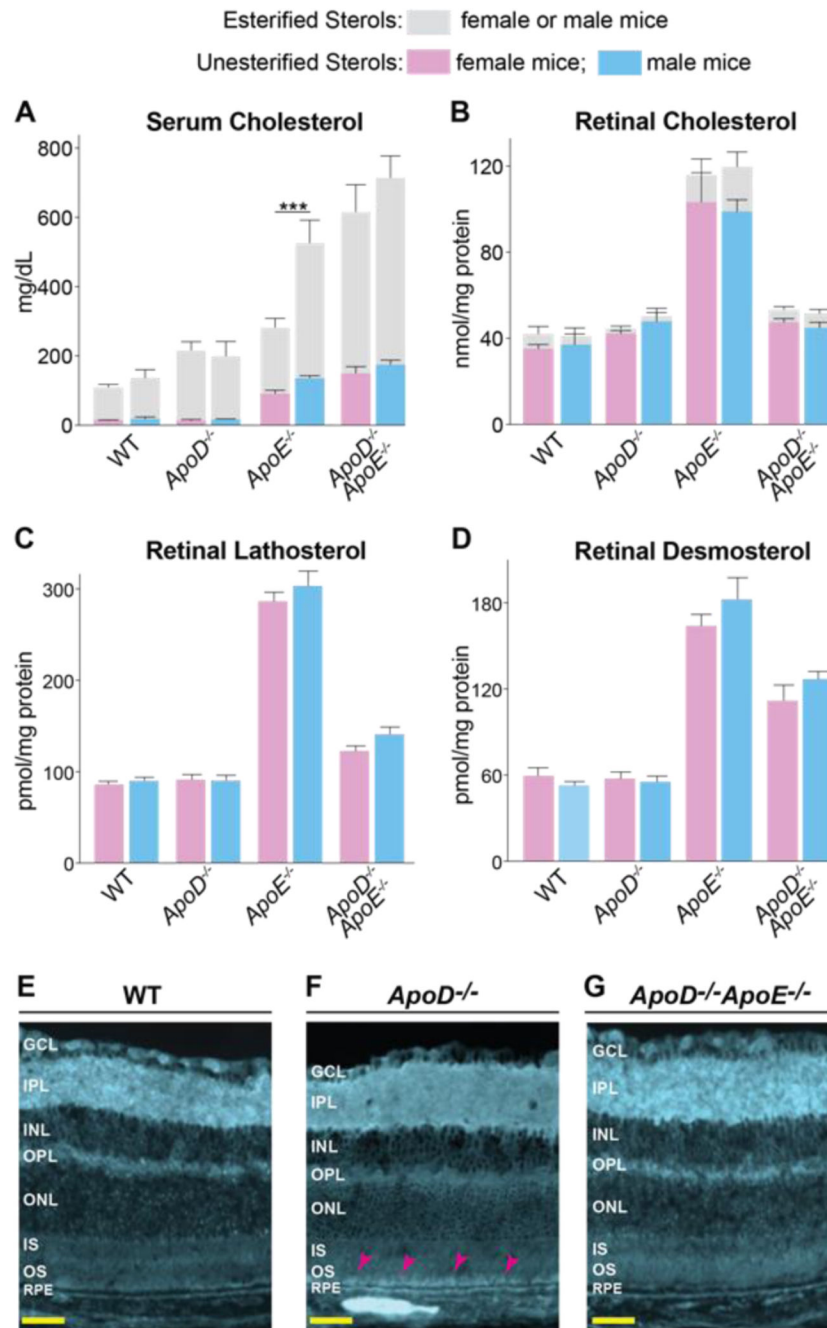 Esterified Sterols: female or male mice
Unesterified Sterols: female mice; male mice
A Serum Cholesterol
800
600
400
200
0
mg/dL
***
WT
ApoD-/-
ApoE-/-
ApoD-/-
ApoE-/-
B Retinal Cholesterol
120
80
40
0
nmol/mg protein
WT
ApoD-/-
ApoE-/-
ApoD-/-
ApoE-/-
C Retinal Lathosterol
300
200
100
0
pmol/mg protein
WT
ApoD-/-
ApoE-/-
ApoD-/-
ApoE-/-
D Retinal Desmosterol
180
120
60
0
pmol/mg protein
WT
ApoD-/-
ApoE-/-
ApoD-/-
ApoE-/-
E WT
GCL
IPL
INL
OPL
ONL
IS
OS
RPE
F ApoD-/-
GCL
IPL
INL
OPL
ONL
IS
OS
RPE
G ApoD-/-ApoE-/-
GCL
IPL
INL
OPL
ONL
IS
OS
RPE